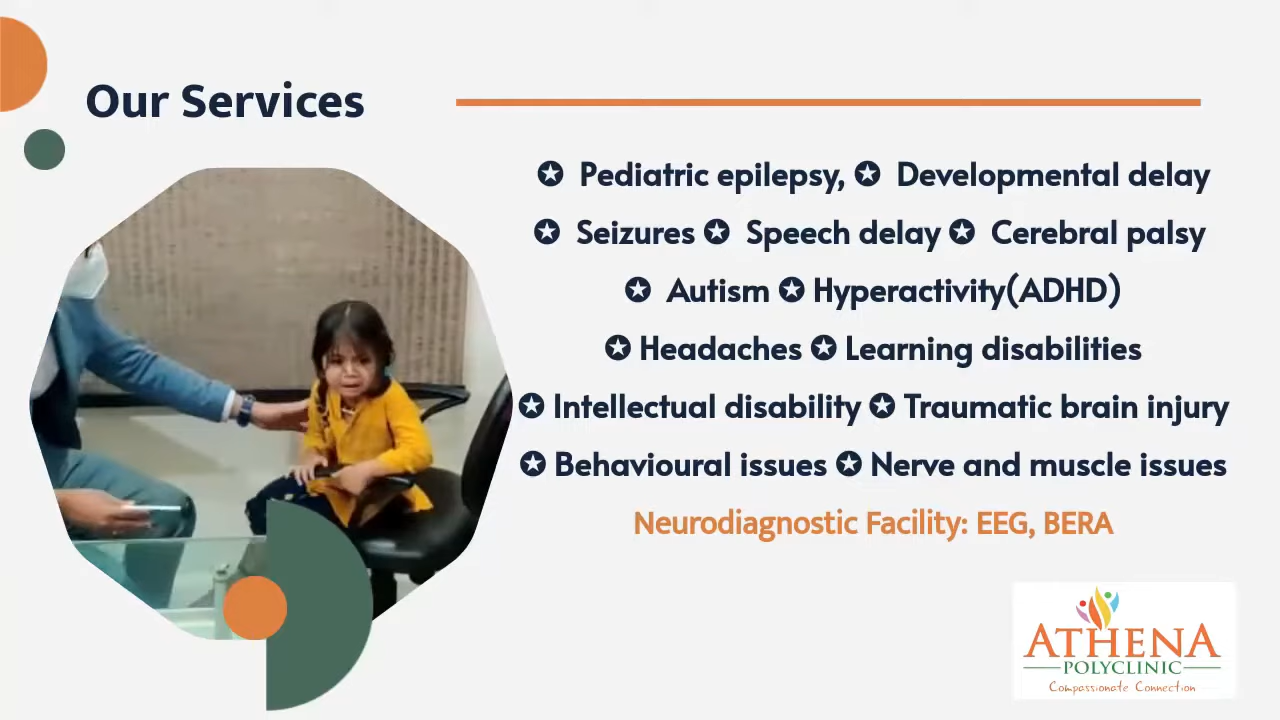 Our Services
✪ Pediatric epilepsy, ✪ Developmental delay
✪ Seizures ✪ Speech delay ✪ Cerebral palsy
✪ Autism ✪ Hyperactivity(ADHD)
✪ Headaches ✪ Learning disabilities
✪ Intellectual disability ✪ Traumatic brain injury
✪ Behavioural issues ✪ Nerve and muscle issues
Neurodiagnostic Facility: EEG, BERA
ATHENA
POLYCLINIC
Compassionate Connection